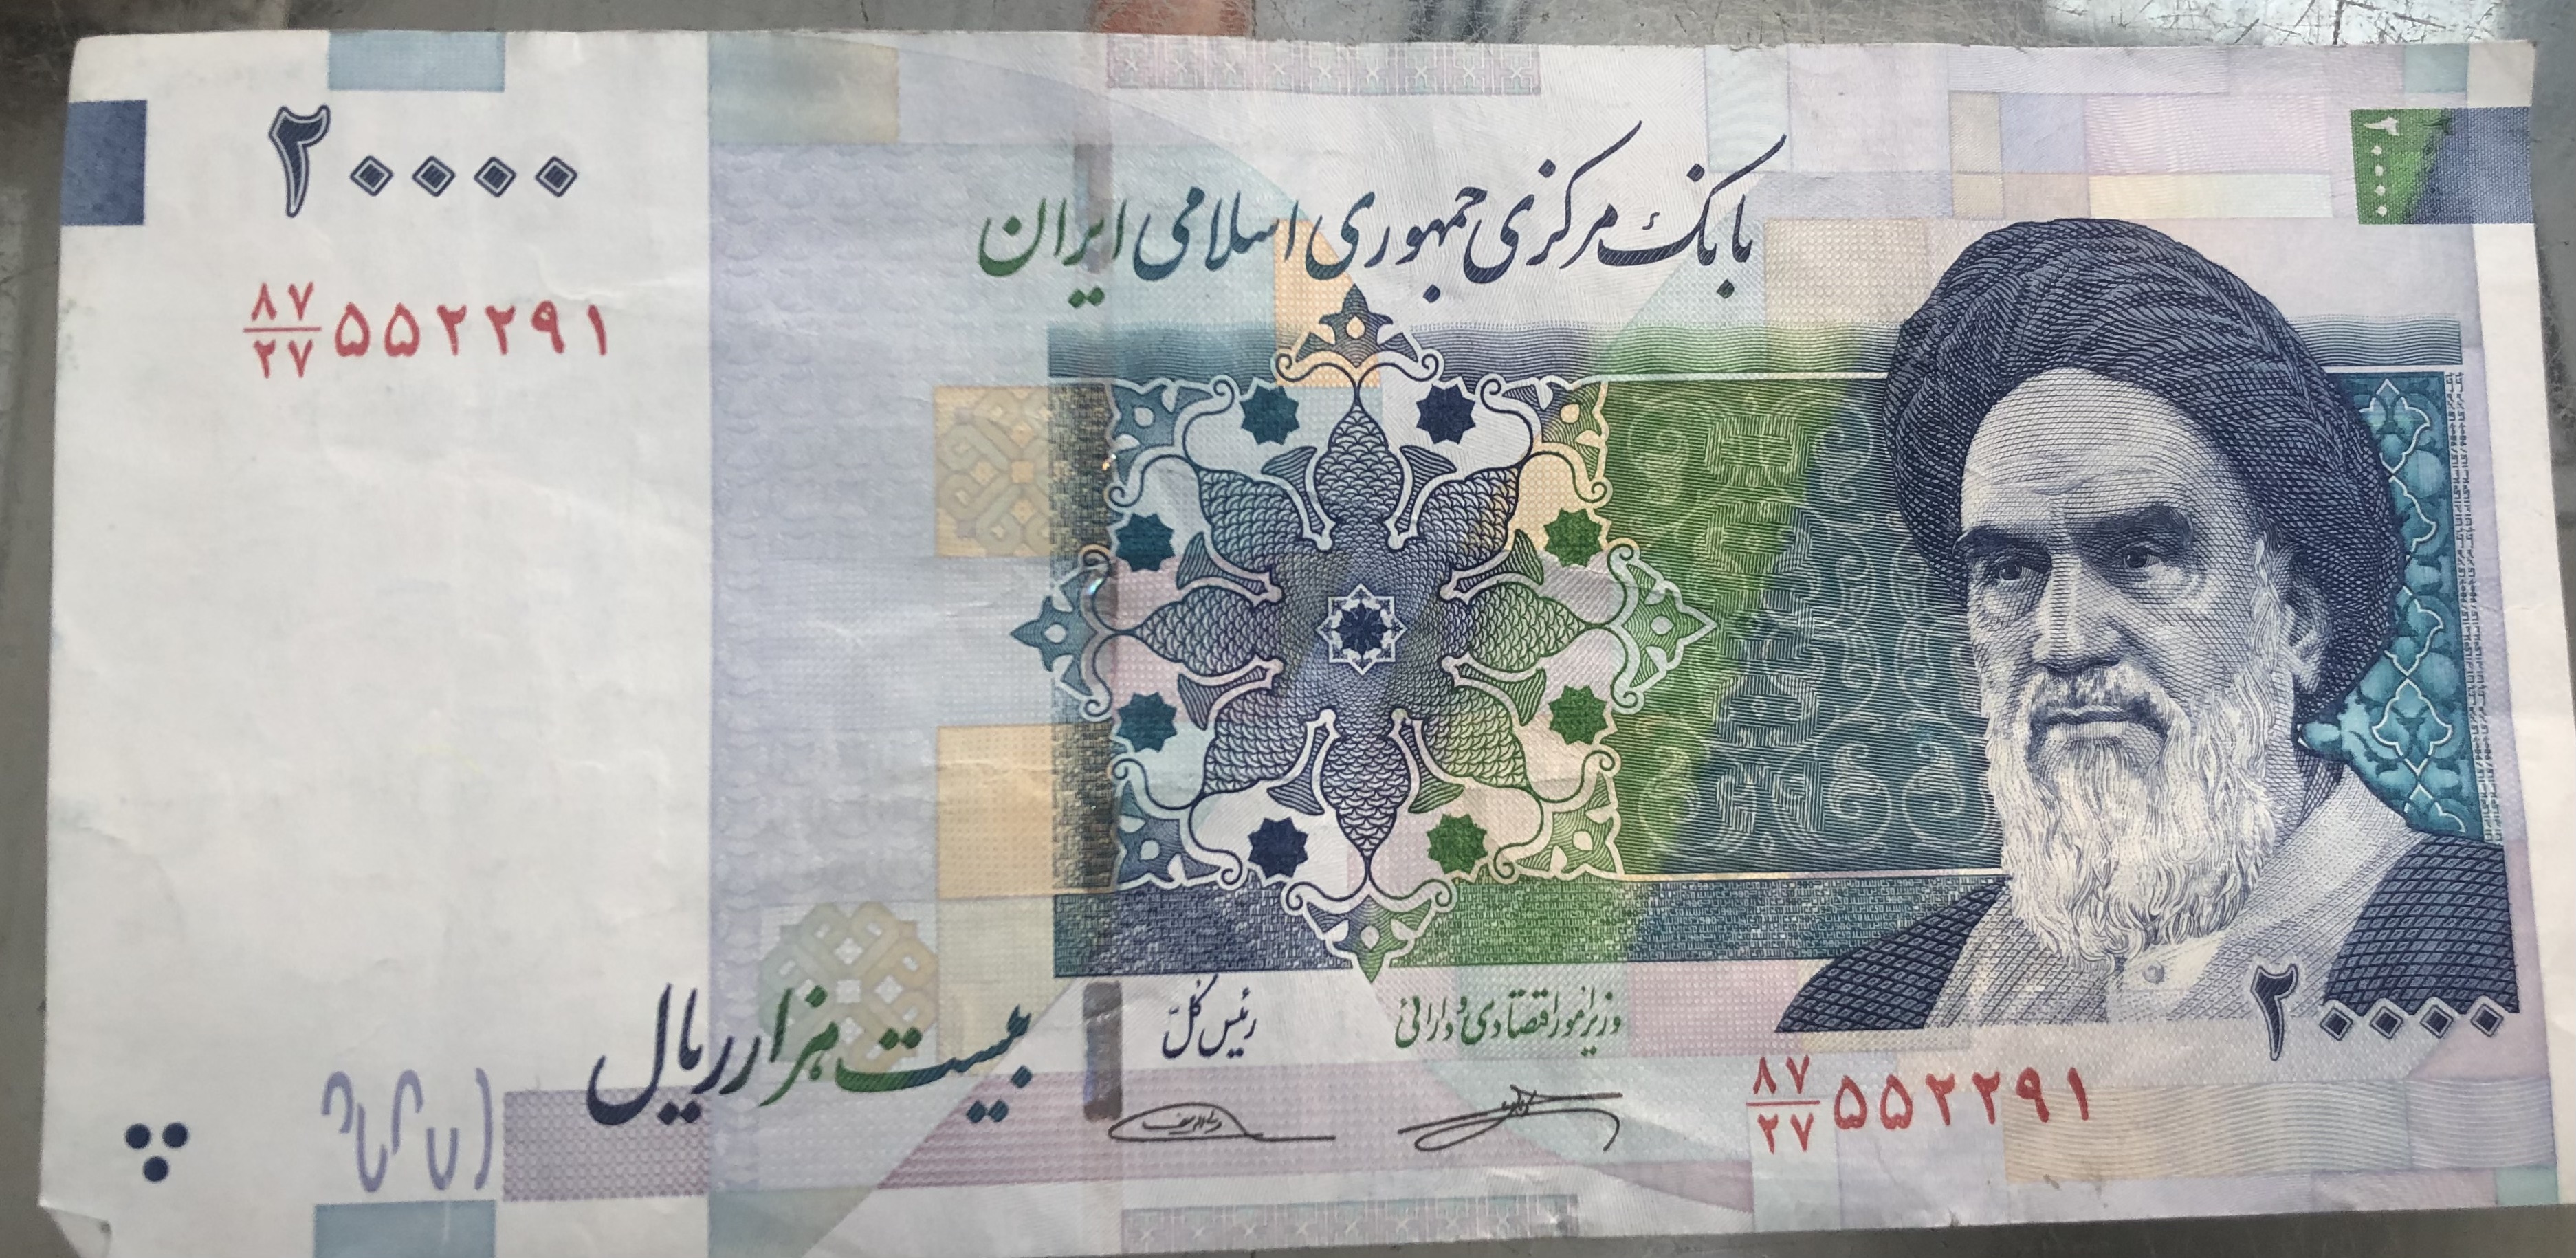 ۲۰۰۰۰
۲۰۰۰۰
بانک مرکزی جمهوری اسلامی ایران
۸۷/۲۷ ۵۵۲۲۹۱
بیست هزار ریال
رئیس کل
وزیر امور اقتصادی و دارائی
۲۰۰۰۰
۸۷/۲۷ ۵۵۲۲۹۱